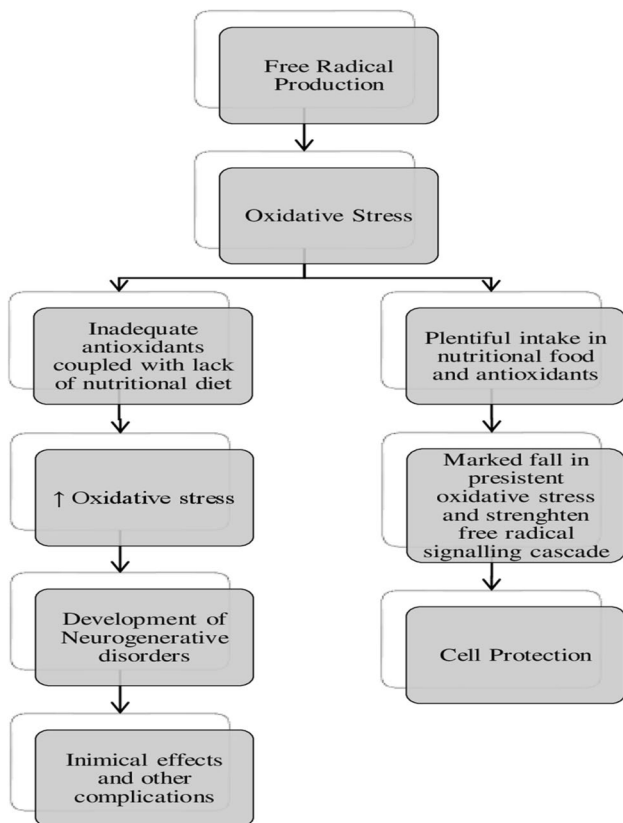 Free Radical
Production
Oxidative Stress
Inadequate
antioxidants
coupled with lack
of nutritional diet
↑ Oxidative stress
Development of
Neurogenerative
disorders
Inimical effects
and other
complications
Plentiful intake in
nutritional food
and antioxidants
Marked fall in
presistent
oxidative stress
and strenghten
free radical
signalling cascade
Cell Protection